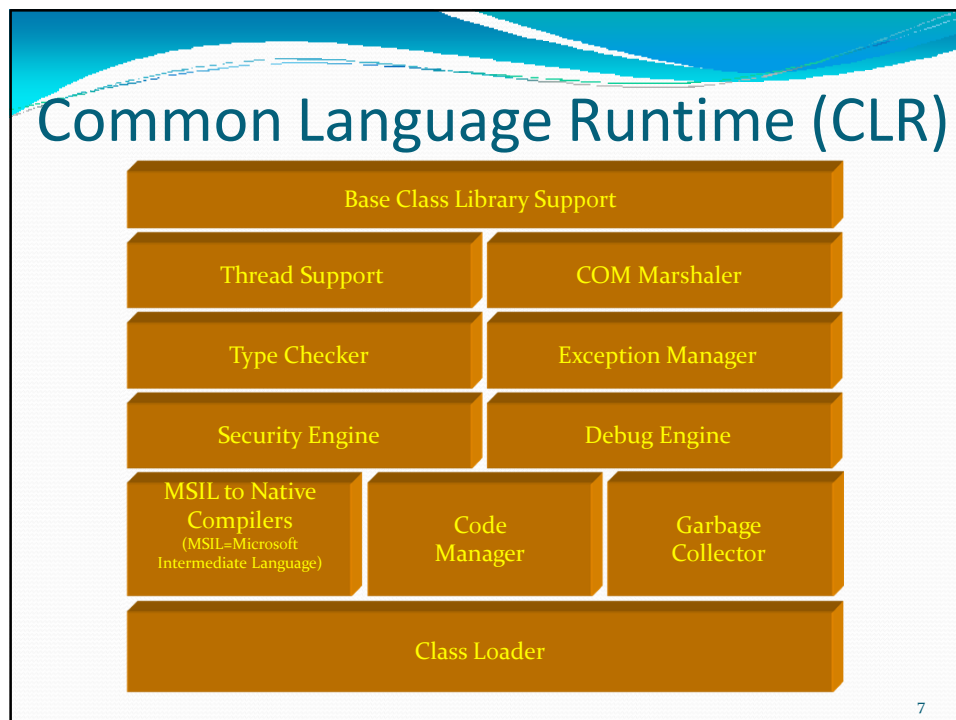 Common Language Runtime (CLR)
Base Class Library Support
Thread Support
COM Marshaler
Type Checker
Exception Manager
Security Engine
Debug Engine
MSIL to Native
Compilers
(MSIL=Microsoft
Intermediate Language)
Code
Manager
Garbage
Collector
Class Loader
7